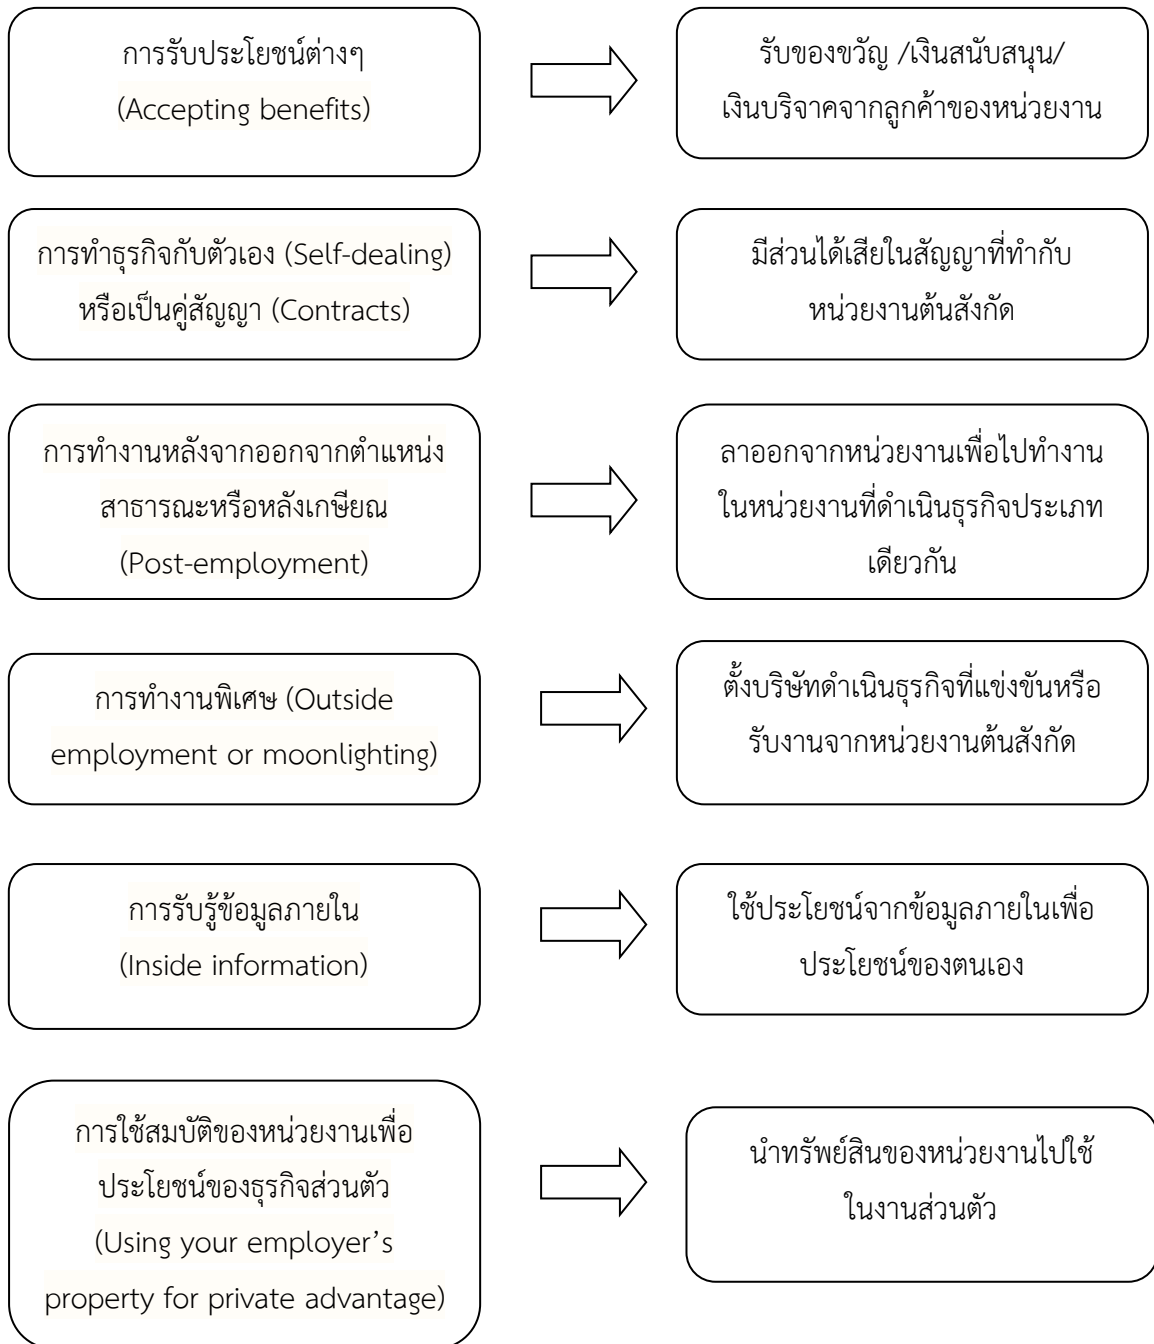 การรับประโยชน์ต่างๆ
(Accepting benefits)
รับของขวัญ /เงินสนับสนุน/
เงินบริจาคจากลูกค้าของหน่วยงาน
การทำธุรกิจกับตัวเอง (Self-dealing)
หรือเป็นคู่สัญญา (Contracts)
มีส่วนได้เสียในสัญญาที่ทำกับ
หน่วยงานต้นสังกัด
การทำงานหลังจากออกจากตำแหน่ง
สาธารณะหรือหลังเกษียณ
(Post-employment)
ลาออกจากหน่วยงานเพื่อไปทำงาน
ในหน่วยงานที่ดำเนินธุรกิจประเภท
เดียวกัน
การทำงานพิเศษ (Outside
employment or moonlighting)
ตั้งบริษัทดำเนินธุรกิจที่แข่งขันหรือ
รับงานจากหน่วยงานต้นสังกัด
การรับรู้ข้อมูลภายใน
(Inside information)
ใช้ประโยชน์จากข้อมูลภายในเพื่อ
ประโยชน์ของตนเอง
การใช้สมบัติของหน่วยงานเพื่อ
ประโยชน์ของธุรกิจส่วนตัว
(Using your employer’s
property for private advantage)
นำทรัพย์สินของหน่วยงานไปใช้
ในงานส่วนตัว